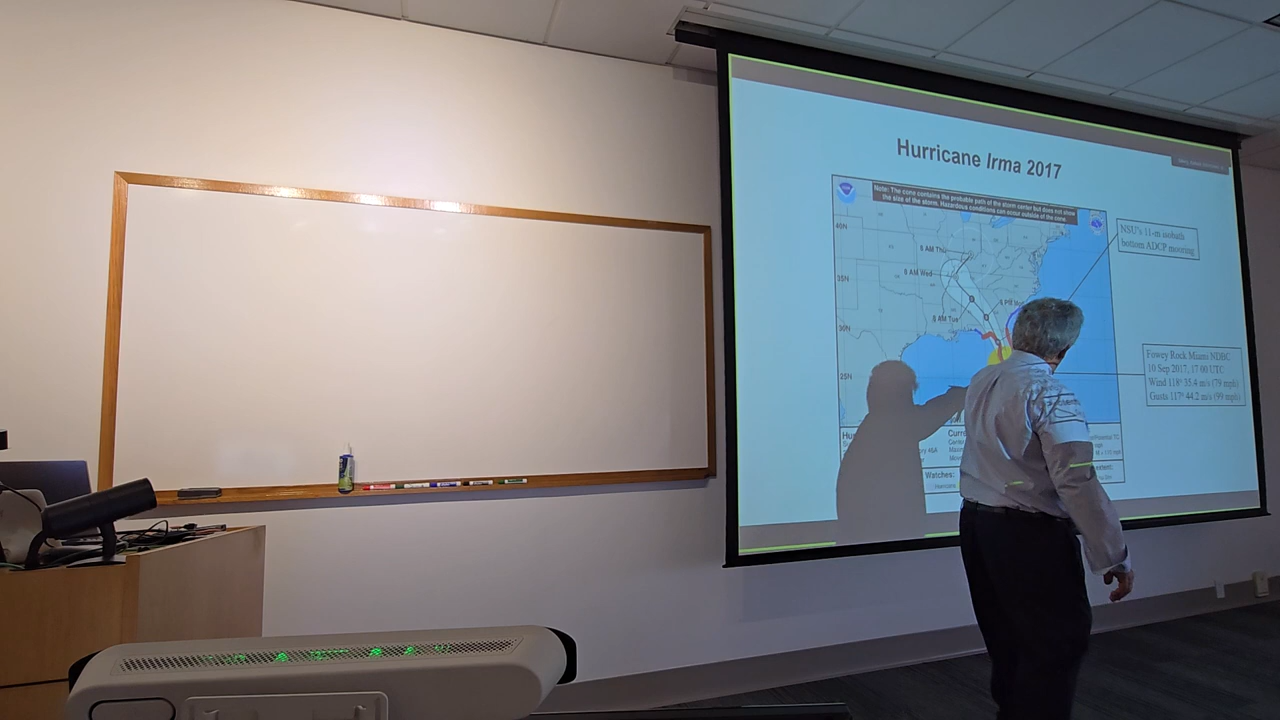 Hurricane Irma 2017
Note: The cone contains the probable path of the storm center but does not show
the size of the storm. Hazardous conditions can occur outside of the cone.
NSU's 11-m isobath
bottom ADCP mooring
40N
8 AM Thu
8 AM Wed
35N
8 AM Tue
30N
25N
Fowey Rock Miami NDBC
10 Sep 2017, 17 00 UTC
Wind 118° 35.4 m/s (79 mph)
Gusts 117° 44.2 m/s (99 mph)
Watches: